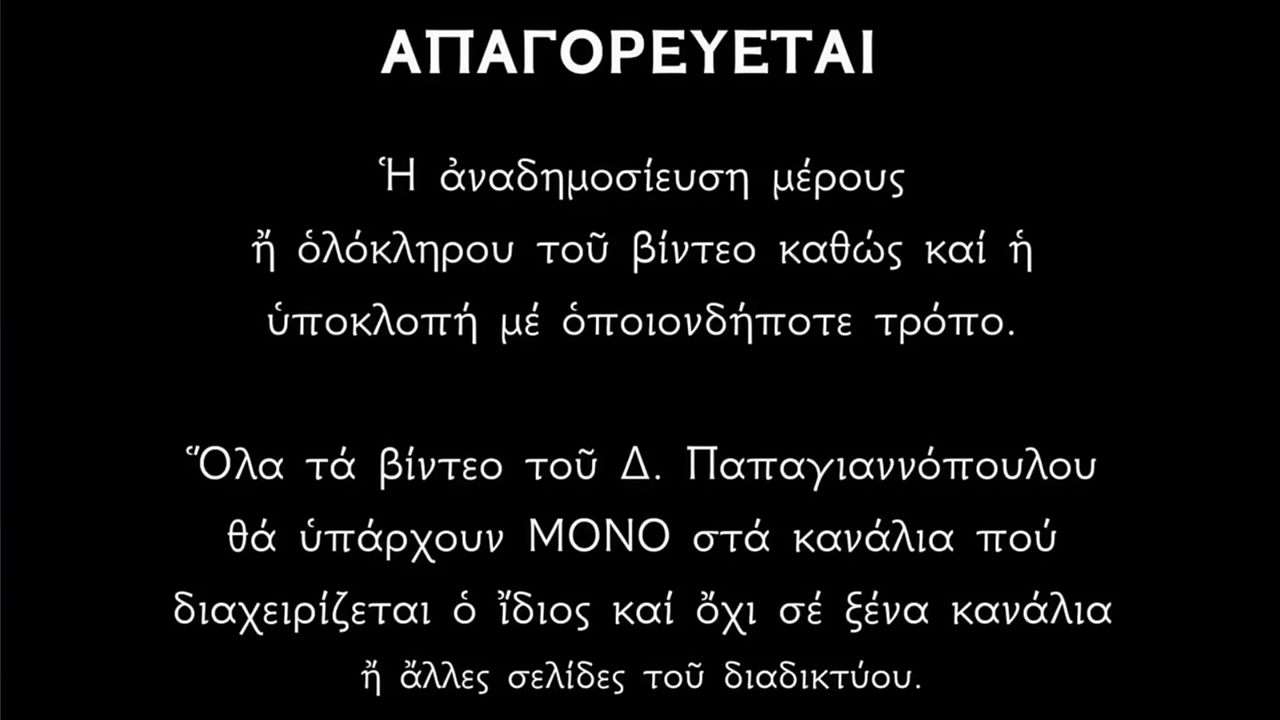 ΑΠΑΓΟΡΕΥΕΤΑΙ
Ἡ ἀναδημοσίευση μέρους
ἤ ὁλόκληρου τοῦ βίντεο καθώς καί ἡ
ὑποκλοπή μέ ὁποιονδήποτε τρόπο.
Ὅλα τά βίντεο τοῦ Δ. Παπαγιαννόπουλου
θά ὑπάρχουν ΜΟΝΟ στά κανάλια πού
διαχειρίζεται ὁ ἴδιος καί ὄχι σέ ξένα κανάλια
ἤ ἄλλες σελίδες τοῦ διαδικτύου.